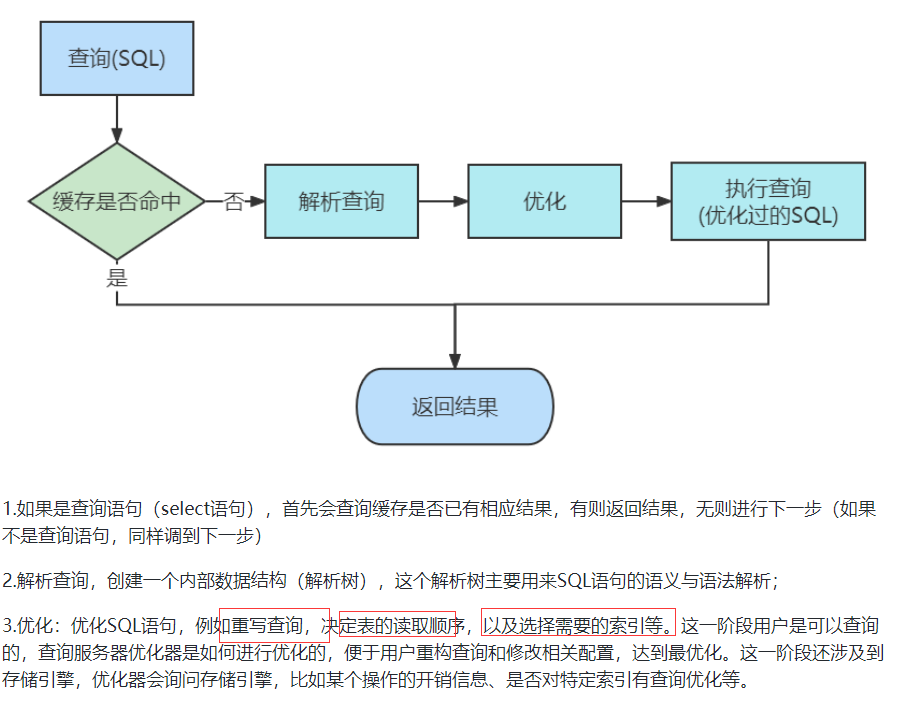 查询(SQL)
缓存是否命中
否
解析查询
优化
执行查询
(优化过的SQL)
是
返回结果
1.如果是查询语句（select语句），首先会查询缓存是否已有相应结果，有则返回结果，无则进行下一步（如果
不是查询语句，同样调到下一步）
2.解析查询，创建一个内部数据结构（解析树），这个解析树主要用来SQL语句的语义与语法解析；
3.优化：优化SQL语句，例如重写查询，决定表的读取顺序，以及选择需要的索引等。这一阶段用户是可以查询
的，查询服务器优化器是如何进行优化的，便于用户重构查询和修改相关配置，达到最优化。这一阶段还涉及到
存储引擎，优化器会询问存储引擎，比如某个操作的开销信息、是否对特定索引有查询优化等。